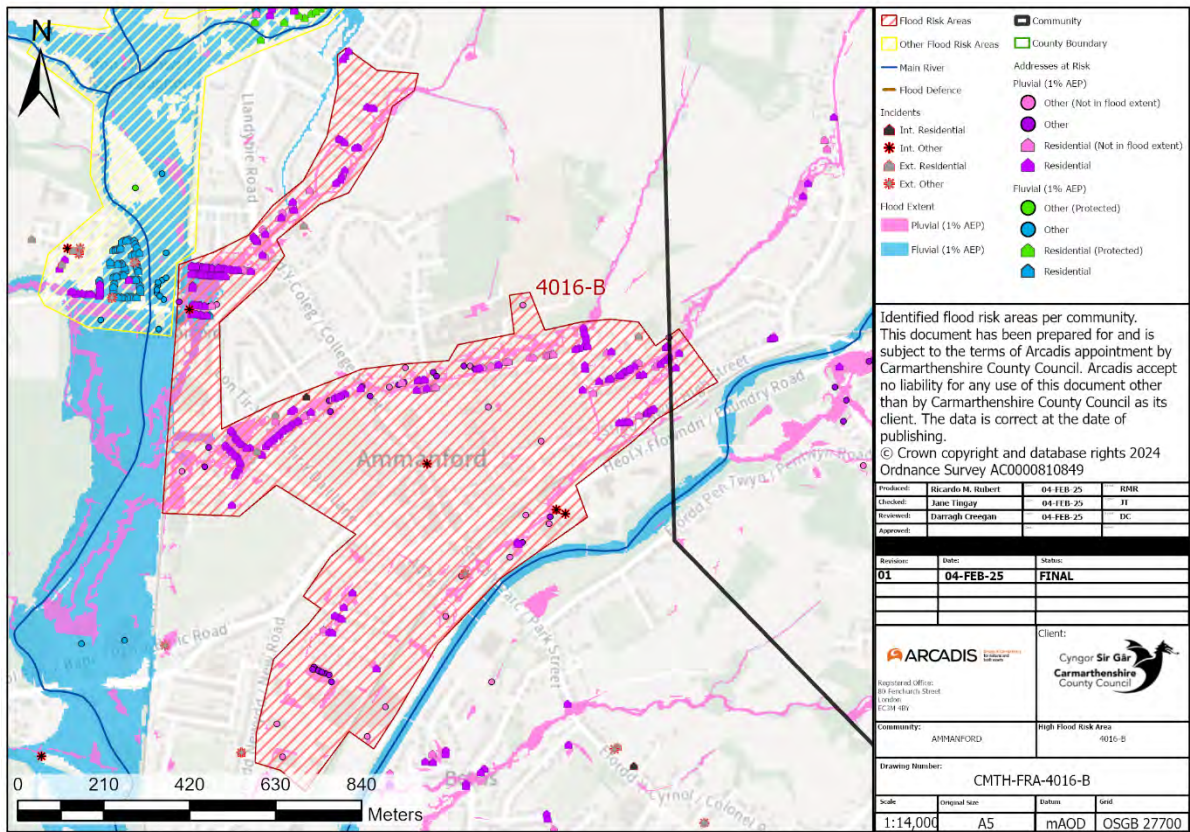 N
4016-B
Llandybie Road
Ammanford
0 210 420 630 840
Meters
Flood Risk Areas
Other Flood Risk Areas
Main River
Flood Defence
Incidents
Int. Residential
Int. Other
Ext. Residential
Ext. Other
Flood Extent
Pluvial (1% AEP)
Fluvial (1% AEP)
Community
County Boundary
Addresses at Risk
Pluvial (1% AEP)
Other (Not in flood extent)
Other
Residential (Not in flood extent)
Residential
Fluvial (1% AEP)
Other (Protected)
Other
Residential (Protected)
Residential
Identified flood risk areas per community.
This document has been prepared for and is
subject to the terms of Arcadis appointment by
Carmarthenshire County Council. Arcadis accept
no liability for any use of this document other
than by Carmarthenshire County Council as its
client. The data is correct at the date of
publishing.
© Crown copyright and database rights 2024
Ordnance Survey AC0000810849
Produced: Ricardo M. Rubert 04-FEB-25 RMR
Checked: Jane Tingay 04-FEB-25 JT
Reviewed: Darragh Creegan 04-FEB-25 DC
Approved:
Revision: Date: Status:
01 04-FEB-25 FINAL
ARCADIS
Registered Office:
80 Fenchurch Street
London
EC3M 4BY
Client:
Cyngor Sir Gâr
Carmarthenshire
County Council
Community:
AMMANFORD
High Flood Risk Area
4016-B
Drawing Number:
CMTH-FRA-4016-B
Scale Original Size Datum Grid
1:14,000 A5 mAOD OSGB 27700